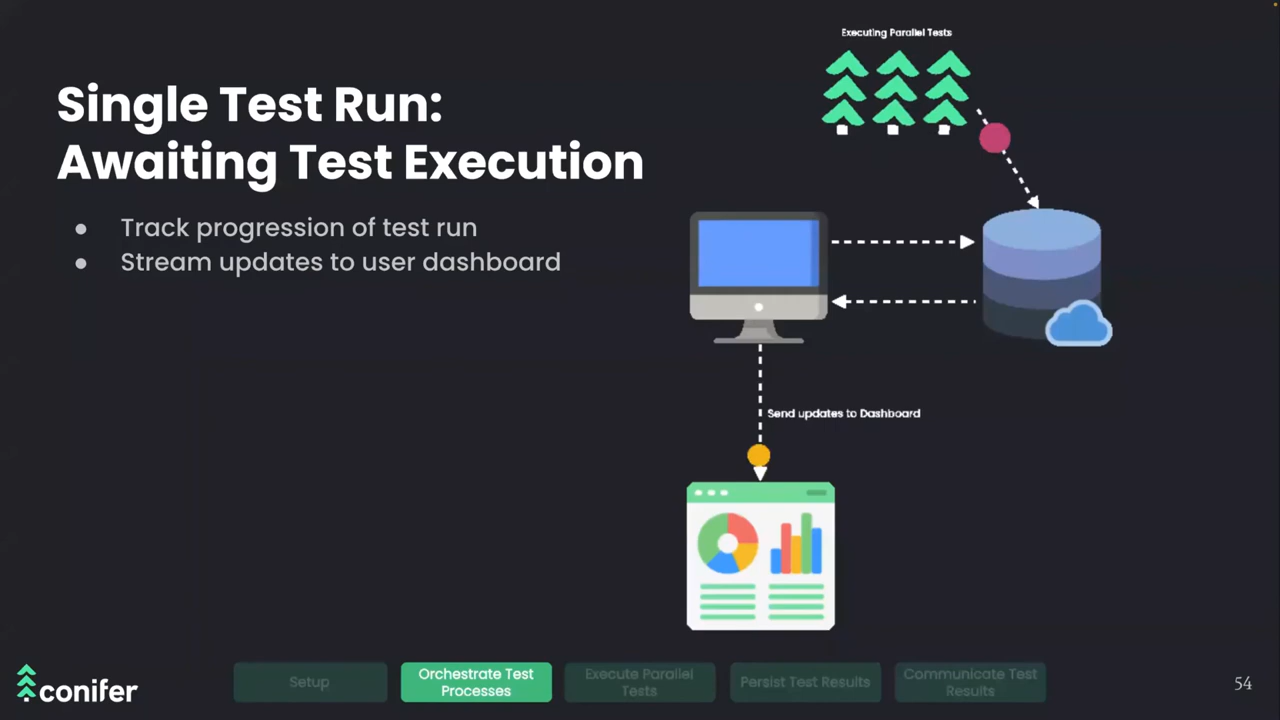 Executing Parallel Tests
Single Test Run:
Awaiting Test Execution
● Track progression of test run
● Stream updates to user dashboard
Send updates to Dashboard
conifer
Setup
Orchestrate Test
Processes
Execute Parallel
Tests
Persist Test Results
Communicate Test
Results
54